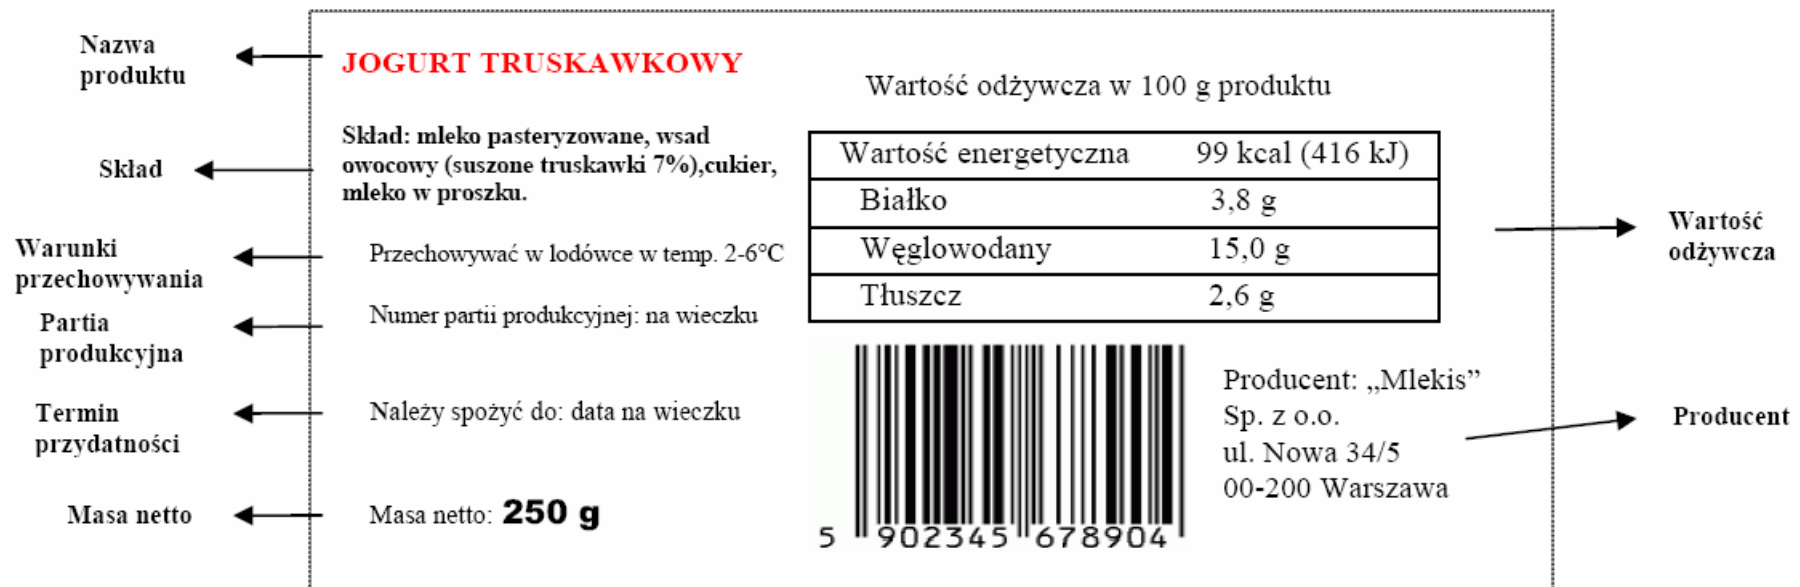 Nazwa
produktu
JOGURT TRUSKAWKOWY
Skład
Skład: mleko pasteryzowane, wsad
owocowy (suszone truskawki 7%),cukier,
mleko w proszku.
Warunki
przechowywania
Przechowywać w lodówce w temp. 2-6°C
Partia
produkcyjna
Numer partii produkcyjnej: na wieczku
Termin
przydatności
Należy spożyć do: data na wieczku
Masa netto
Masa netto: 250 g
Wartość odżywcza w 100 g produktu
Wartość energetyczna 99 kcal (416 kJ)
Białko 3,8 g
Węglowodany 15,0 g
Tłuszcz 2,6 g
Wartość
odżywcza
5 902345 678904
Producent: „Mlekis”
Sp. z o.o.
ul. Nowa 34/5
00-200 Warszawa
Producent